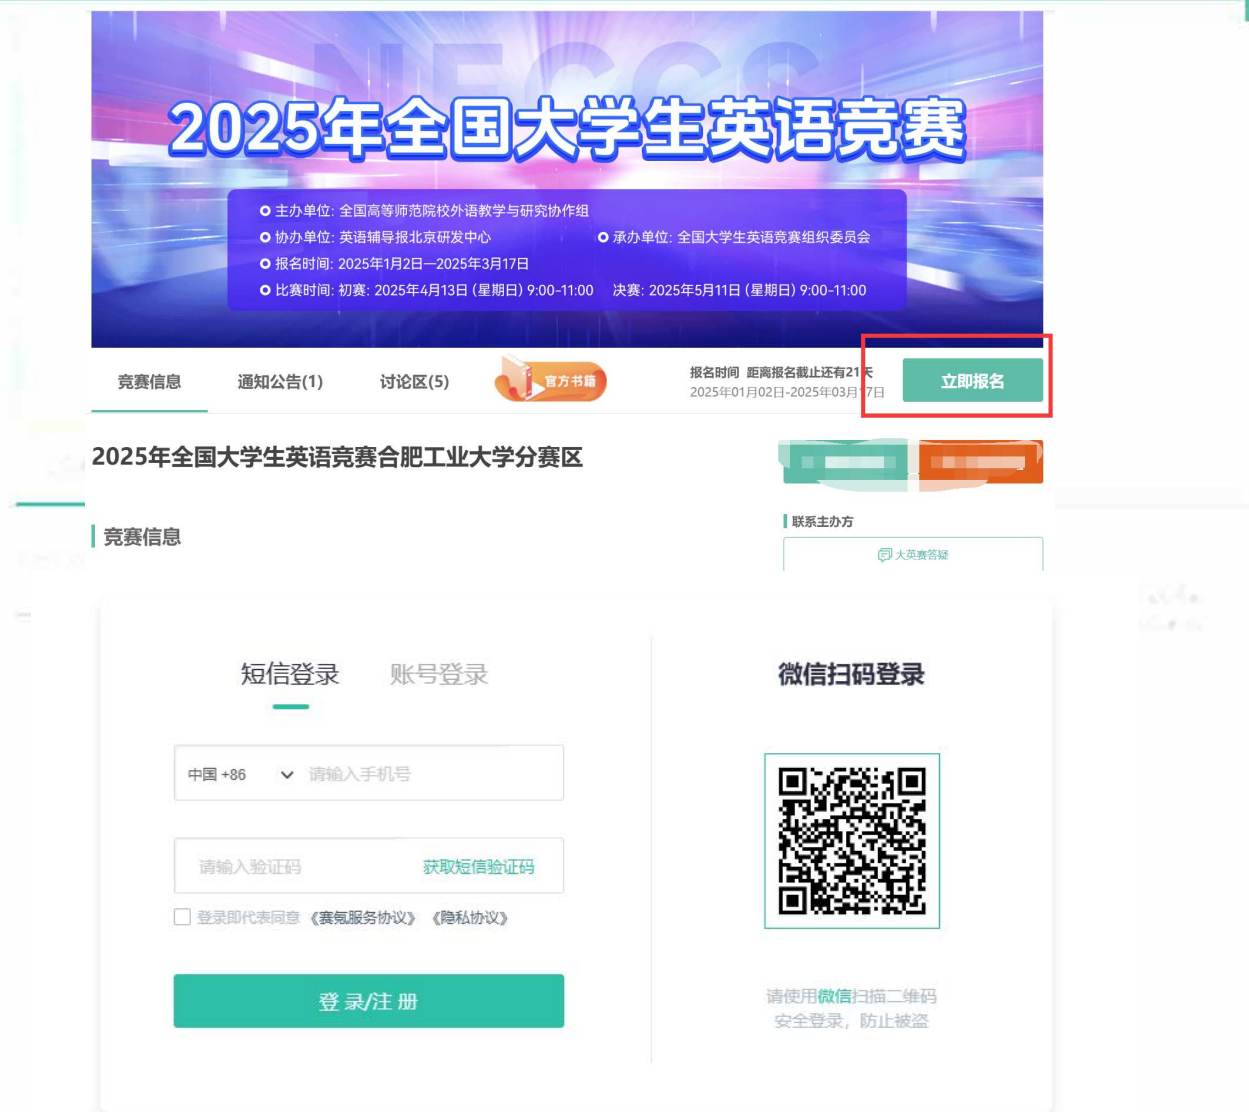 NECCS
2025年全国大学生英语竞赛
主办单位: 全国高等师范院校外语教学与研究协作组
协办单位: 英语辅导报北京研发中心 承办单位: 全国大学生英语竞赛组织委员会
报名时间: 2025年1月2日—2025年3月17日
比赛时间: 初赛: 2025年4月13日 (星期日) 9:00-11:00 决赛: 2025年5月11日 (星期日) 9:00-11:00
竞赛信息 通知公告(1) 讨论区(5) 官方书籍
报名时间 距离报名截止还有21天
2025年01月02日-2025年03月17日
立即报名
2025年全国大学生英语竞赛合肥工业大学分赛区
竞赛信息
联系主办方
大英赛答疑
短信登录 账号登录
中国 +86 请输入手机号
请输入验证码 获取短信验证码
登录即代表同意 《赛氪服务协议》 《隐私协议》
登 录/注 册
微信扫码登录
请使用微信扫描二维码
安全登录，防止被盗